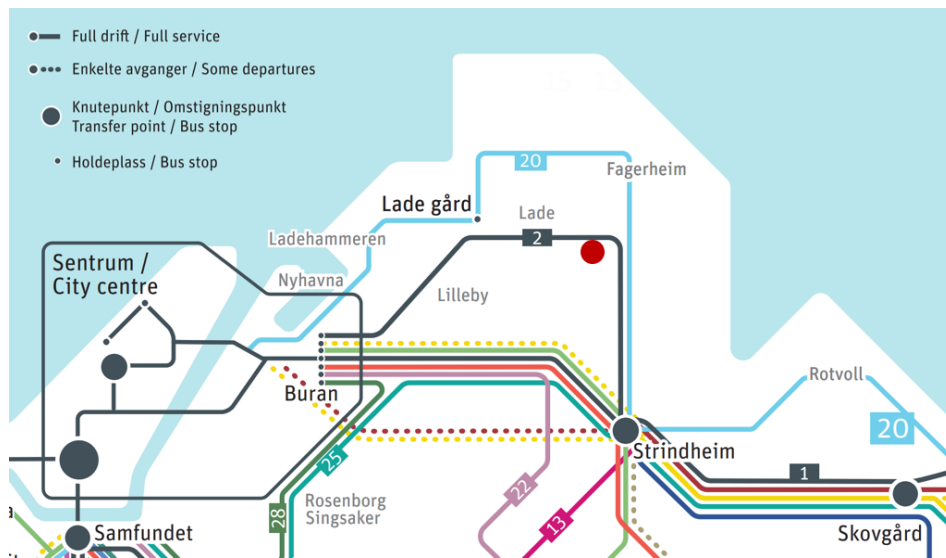 Full drift / Full service
Enkelte avganger / Some departures
Knutepunkt / Omstigningspunkt
Transfer point / Bus stop
Holdeplass / Bus stop
20
Fagerheim
Lade gård
Lade
2
Ladehammeren
Sentrum /
City centre
Nyhavna
Lilleby
Buran
Rotvoll
20
Strindheim
25
1
22
Rosenborg
Singsaker
28
13
Samfundet
Skovgård